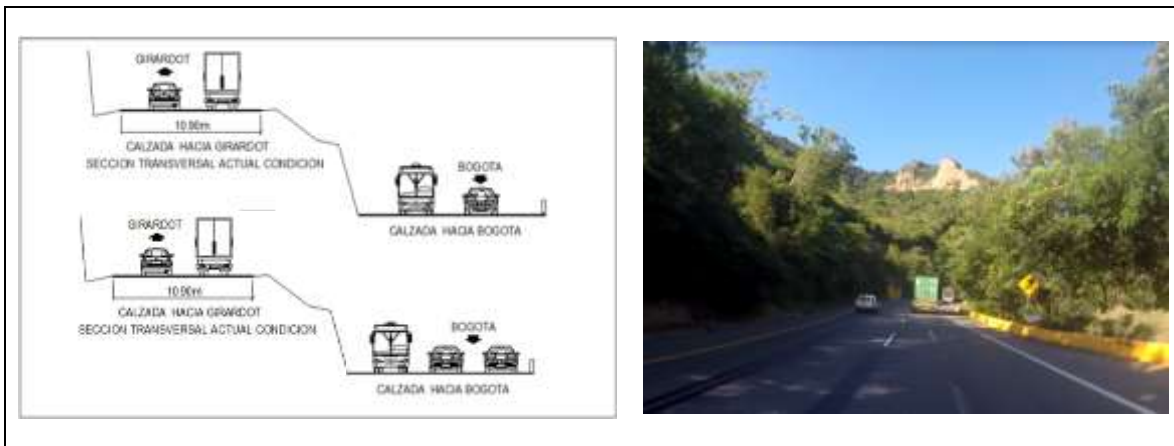 GIRARDOT
10.90m
CALZADA HACIA GIRARDOT
SECCION TRANSVERSAL ACTUAL CONDICION
BOGOTA
CALZADA HACIA BOGOTA
GIRARDOT
10.90m
CALZADA HACIA GIRARDOT
SECCION TRANSVERSAL ACTUAL CONDICION
BOGOTA
CALZADA HACIA BOGOTA